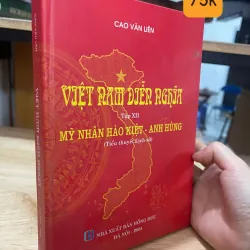 75K
CAO VĂN LIÊN
VIỆT NAM DIỄN NGHĨA
Tập XII
MỸ NHÂN HÀO KIỆT - ANH HÙNG
(Tiểu thuyết lịch sử)
NHÀ XUẤT BẢN HỒNG ĐỨC